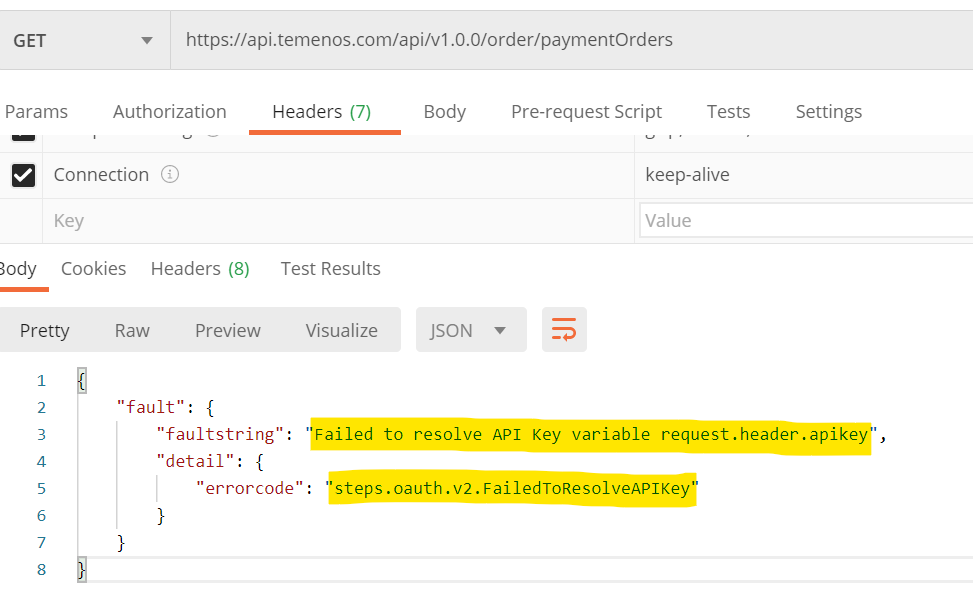 GET https://api.temenos.com/api/v1.0.0/order/paymentOrders
Params Authorization Headers (7) Body Pre-request Script Tests Settings
Connection keep-alive
Key Value
Body Cookies Headers (8) Test Results
Pretty Raw Preview Visualize JSON
1 {
2 "fault": {
3 "faultstring": "Failed to resolve API Key variable request.header.apikey",
4 "detail": {
5 "errorcode": "steps.oauth.v2.FailedToResolveAPIKey"
6 }
7 }
8 }